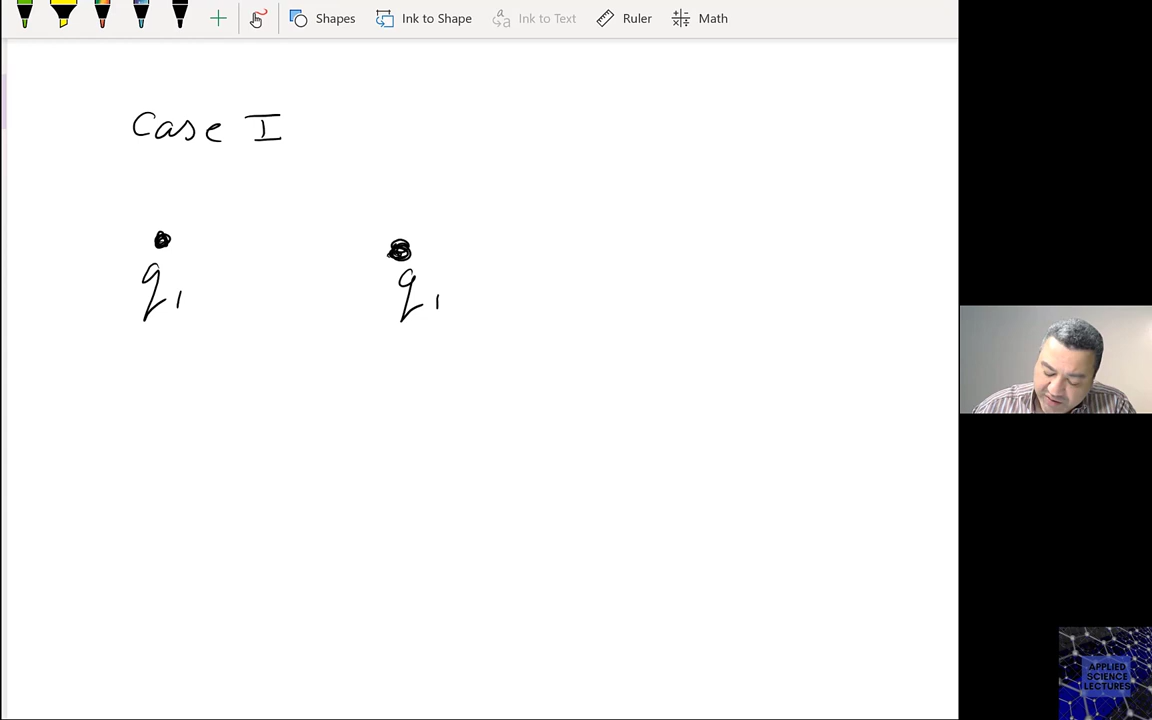 Shapes Ink to Shape Ink to Text Ruler Math
Case I
q1 q1
APPLIED
SCIENCE
LECTURES